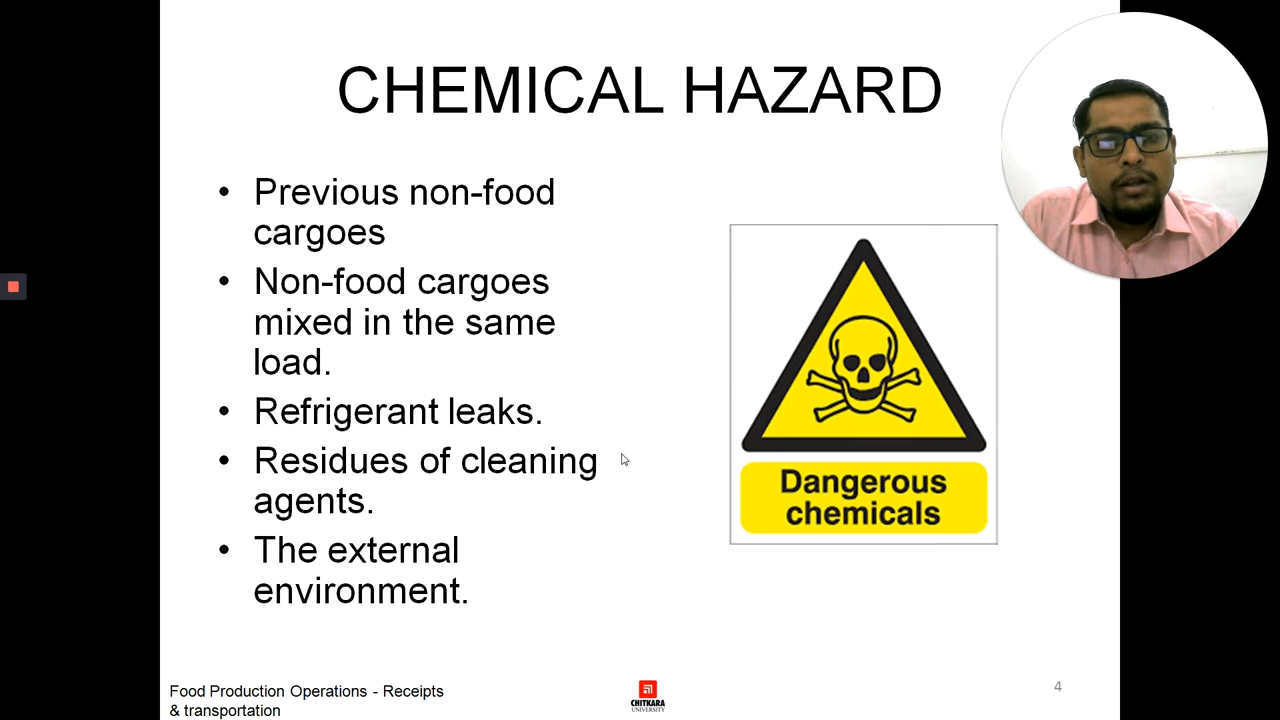 CHEMICAL HAZARD
• Previous non-food
cargoes
• Non-food cargoes
mixed in the same
load.
• Refrigerant leaks.
• Residues of cleaning
agents.
• The external
environment.
Dangerous
chemicals
Food Production Operations - Receipts
& transportation
CHITKARA
UNIVERSITY
4